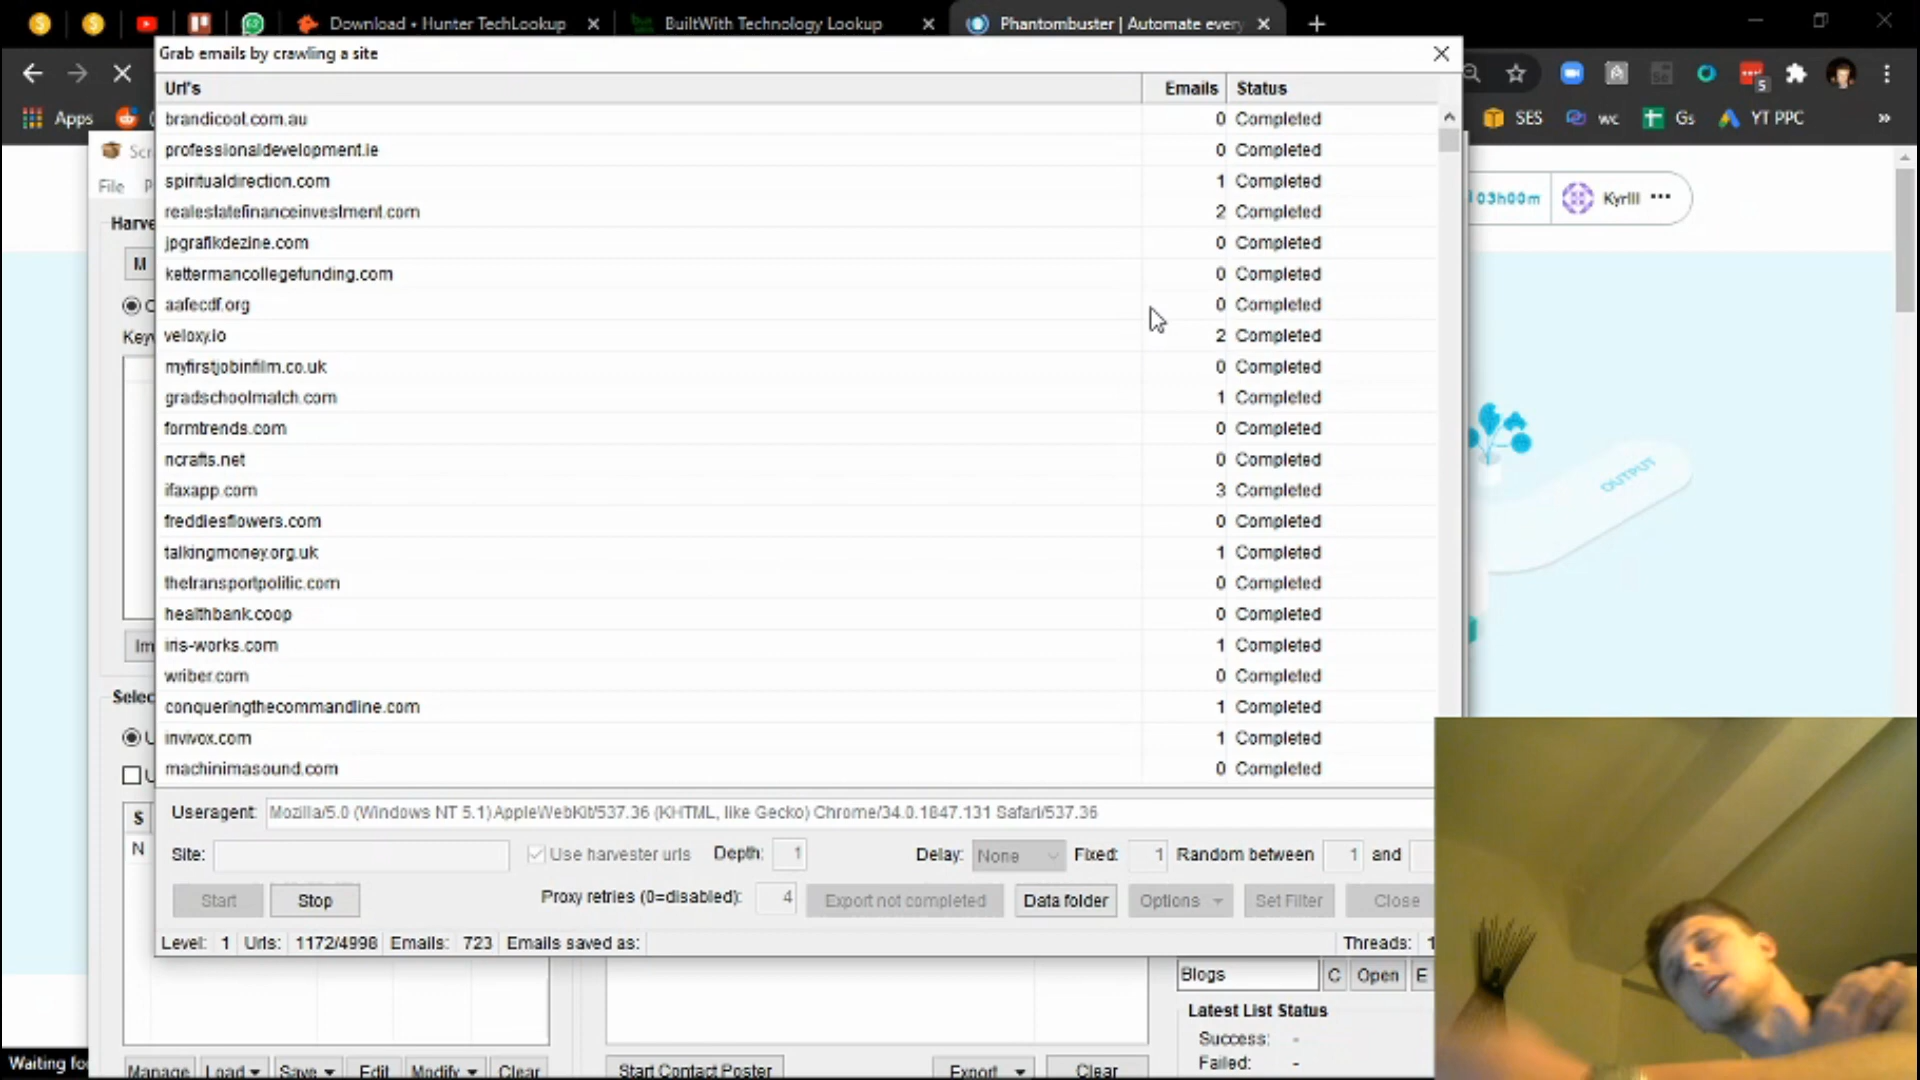 Download • Hunter TechLookup
BuiltWith Technology Lookup
Phantombuster | Automate every
Grab emails by crawling a site
Url's Emails Status
brandicoot.com.au 0 Completed
professionaldevelopment.ie 0 Completed
spiritualdirection.com 1 Completed
realestatefinanceinvestment.com 2 Completed
jpgrafikdezine.com 0 Completed
kettermancollegefunding.com 0 Completed
aafecdf.org 0 Completed
veloxy.io 2 Completed
myfirstjobinfilm.co.uk 0 Completed
gradschoolmatch.com 1 Completed
formtrends.com 0 Completed
ncrafts.net 0 Completed
ifaxapp.com 3 Completed
freddiesflowers.com 0 Completed
talkingmoney.org.uk 1 Completed
thetransportpolitic.com 0 Completed
healthbank.coop 0 Completed
iris-works.com 1 Completed
wriber.com 0 Completed
conqueringthecommandline.com 1 Completed
invivox.com 1 Completed
machinimasound.com 0 Completed
Useragent: Mozilla/5.0 (Windows NT 5.1) AppleWebKit/537.36 (KHTML, like Gecko) Chrome/34.0.1847.131 Safari/537.36
Site: Use harvester urls Depth: 1 Delay: None Fixed: 1 Random between 1 and
Start Stop Proxy retries (0=disabled): 4 Export not completed Data folder Options Set Filter Close
Level: 1 Urls: 1172/4998 Emails: 723 Emails saved as: Threads: 1
Apps
SES wc Gs YT PPC »
5
03h00m Kyrill •••
OUTPUT
Scr
File P
Harve
M
C
Keyw
Im
Selec
U
U
S
N
Blogs C Open E
Latest List Status
Success: -
Failed: -
Waiting fo
Manage Load Save Edit Modify Clear Start Contact Poster Export Clear